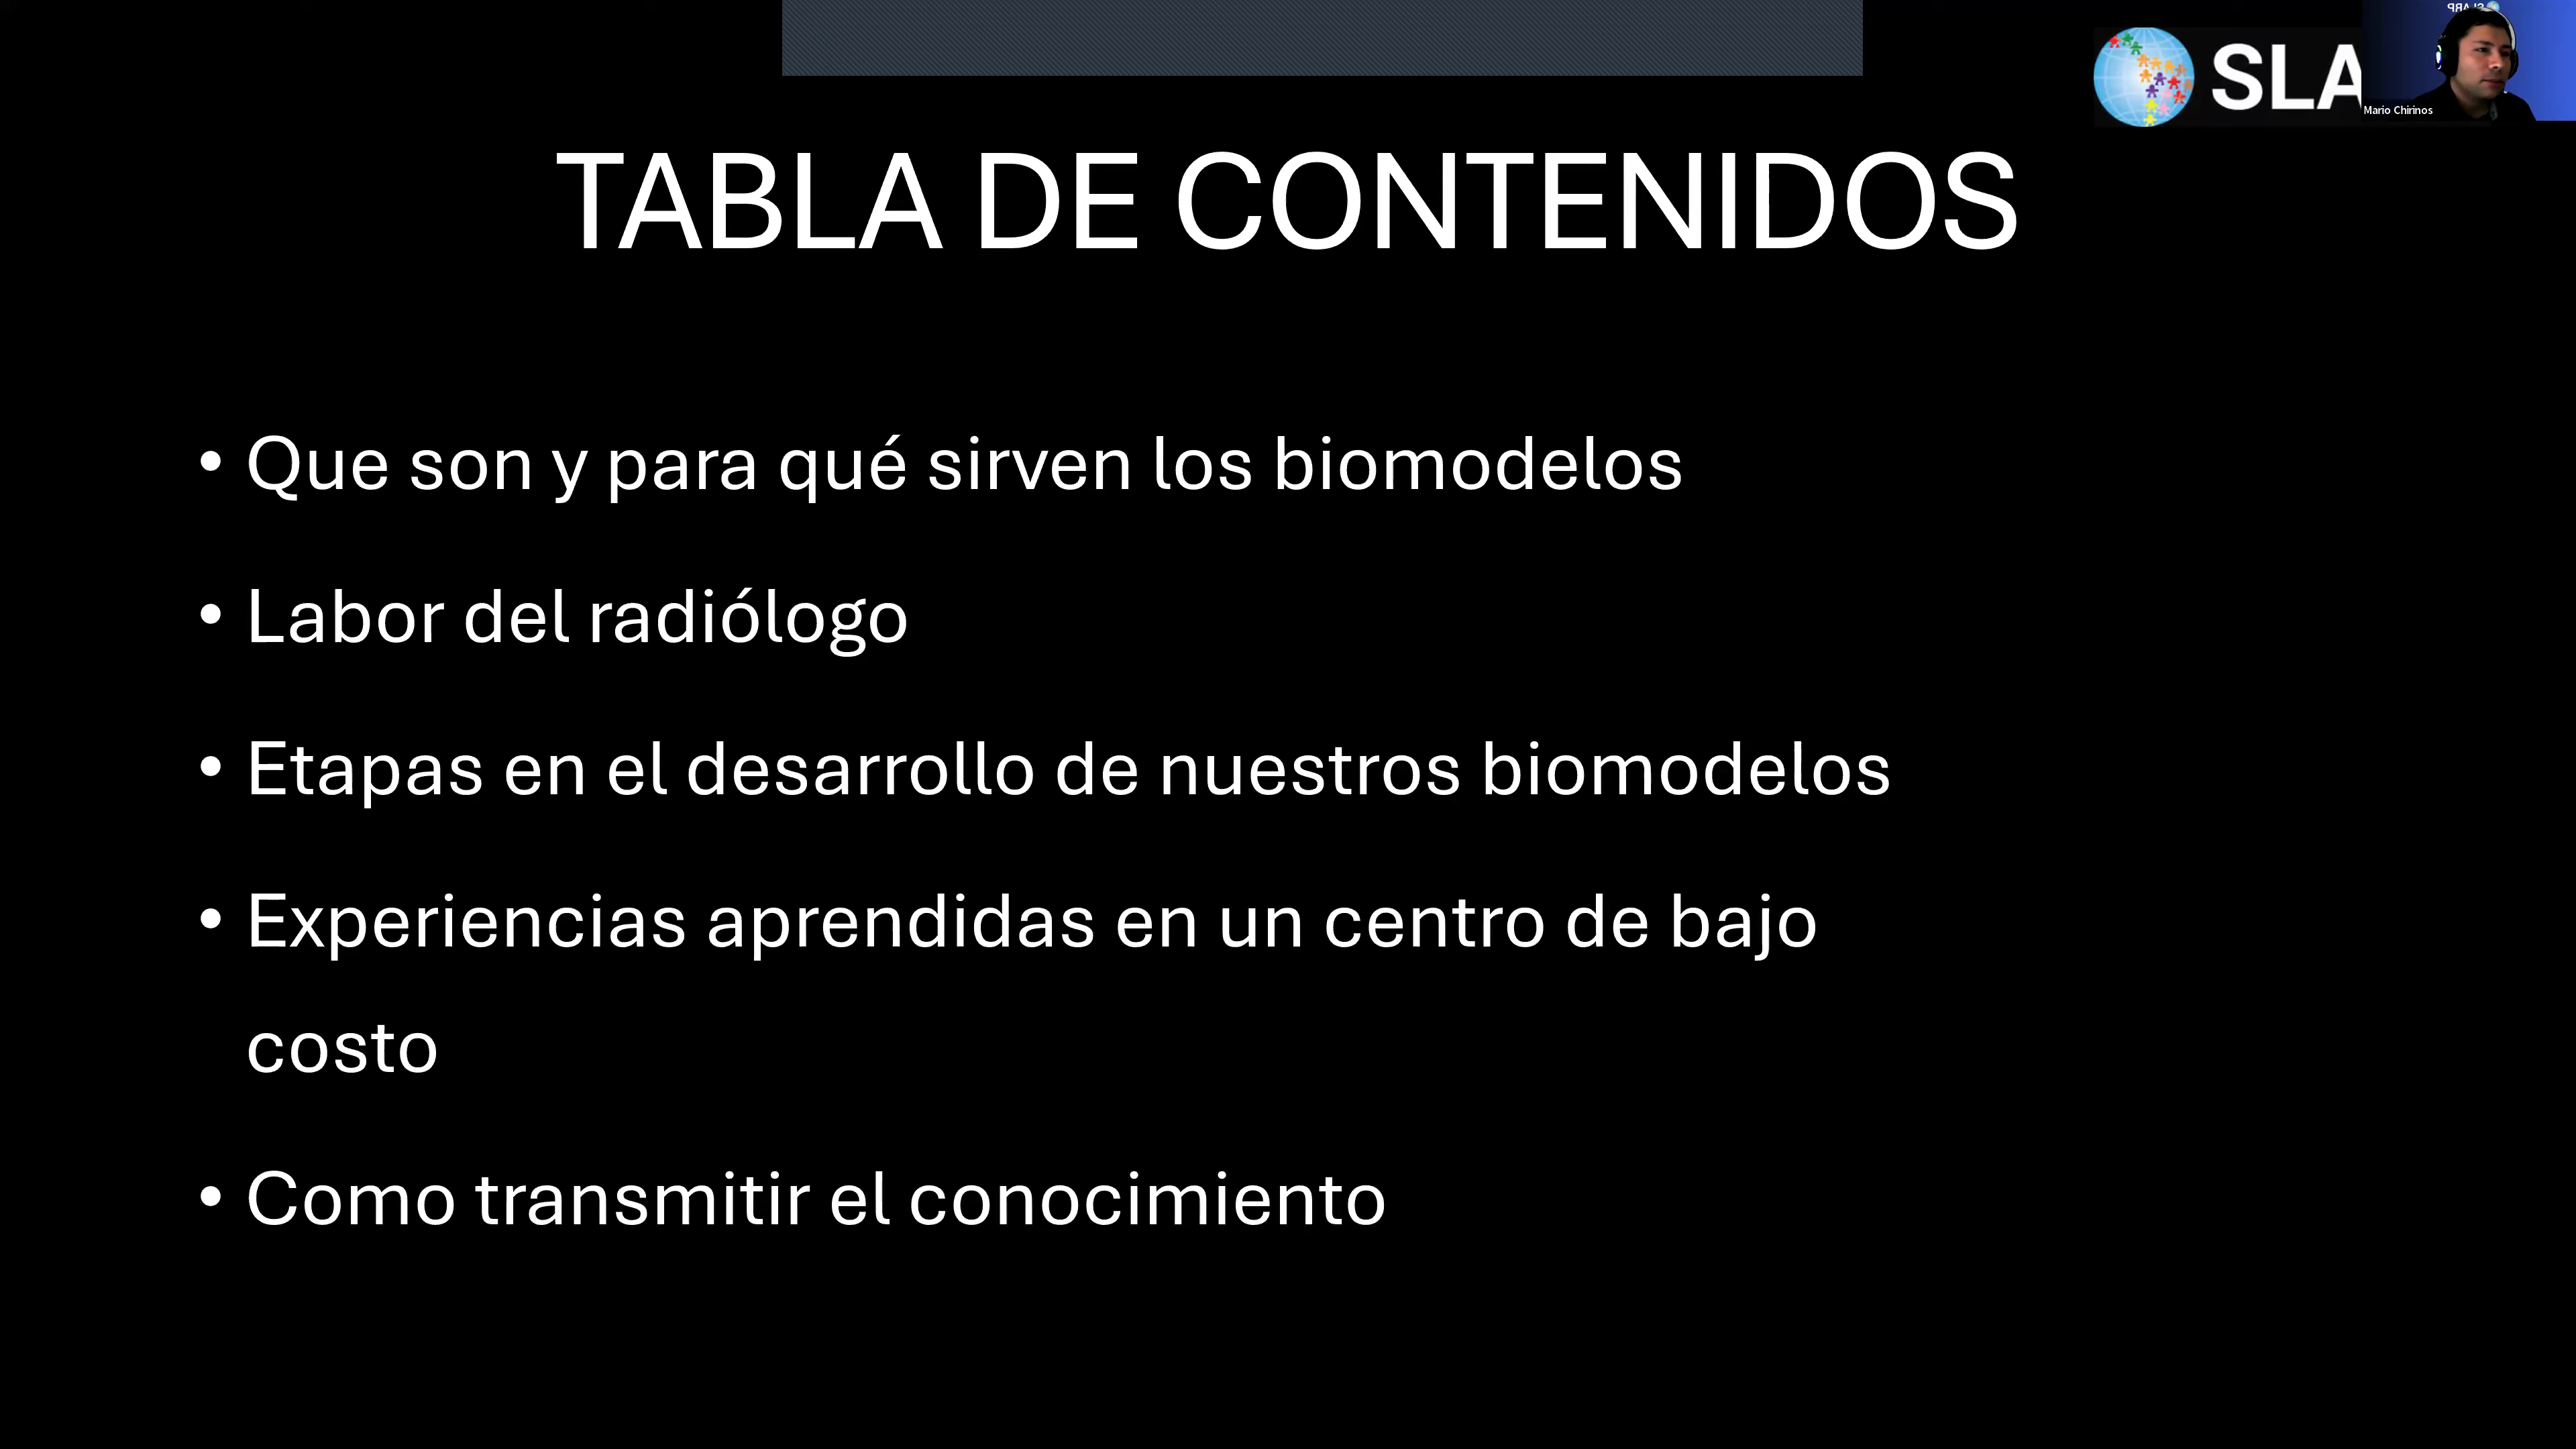 SLA
Mario Chirinos
TABLA DE CONTENIDOS
• Que son y para qué sirven los biomodelos
• Labor del radiólogo
• Etapas en el desarrollo de nuestros biomodelos
• Experiencias aprendidas en un centro de bajo
costo
• Como transmitir el conocimiento